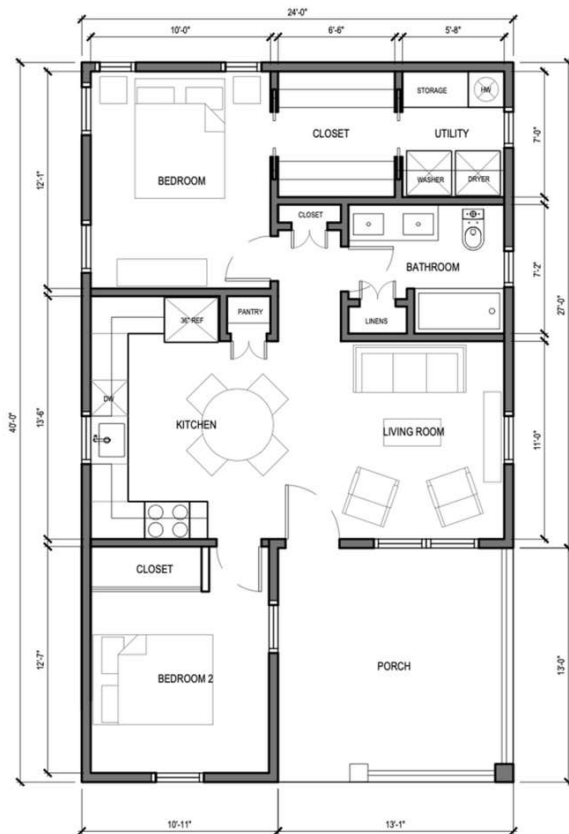 24'-0"
10'-0"
6'-6"
5'-8"
STORAGE
HW
CLOSET
UTILITY
7'-0"
WASHER
DRYER
12'-1"
BEDROOM
CLOSET
BATHROOM
7'-2"
27'-0"
36" REF
PANTRY
LINENS
DW
40'-0"
13'-6"
KITCHEN
LIVING ROOM
11'-0"
CLOSET
12'-7"
BEDROOM 2
PORCH
13'-0"
10'-11"
13'-1"